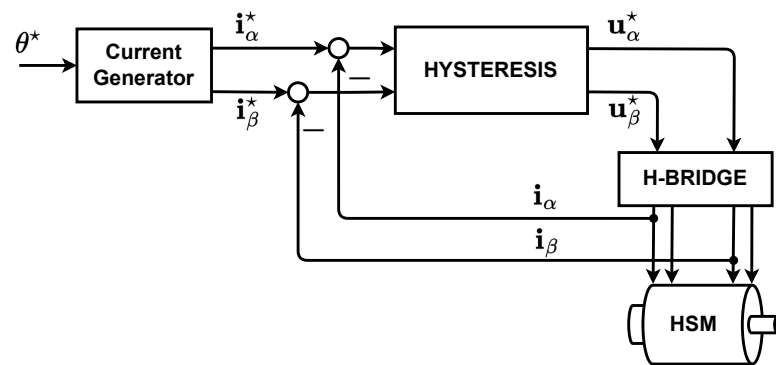 θ*
Current
Generator
i*α
i*β
−
−
HYSTERESIS
u*α
u*β
H-BRIDGE
iα
iβ
HSM